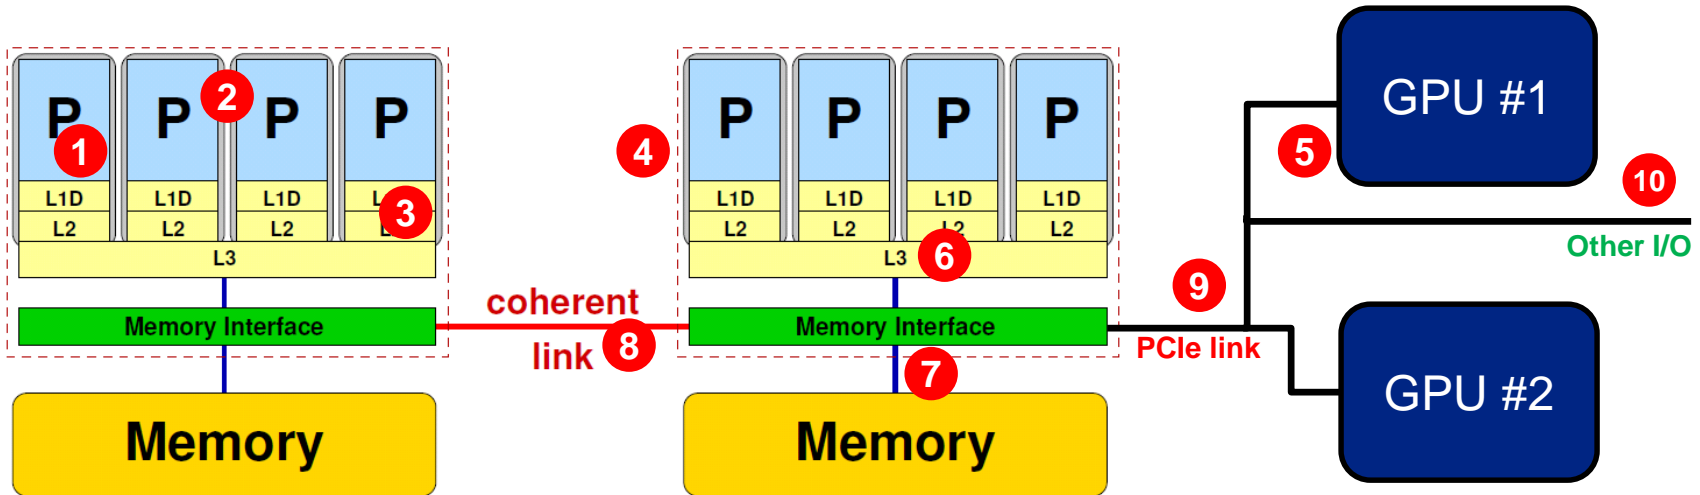 P P P P
1
2
L1D L1D L1D L
3
L2 L2 L2 L
L3
Memory Interface
Memory
coherent
link
8
4
P P P P
L1D L1D L1D L1D
L2 L2 L2 L2
L3
6
Memory Interface
7
Memory
9
PCIe link
5
GPU #1
10
Other I/O
GPU #2